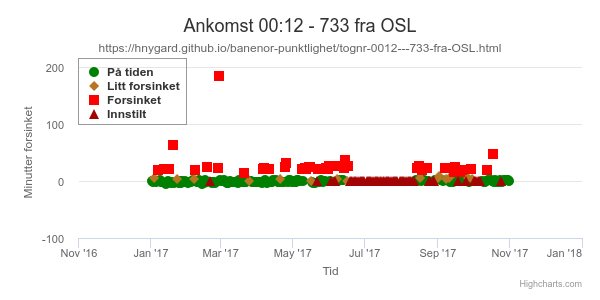 Ankomst 00:12 - 733 fra OSL
https://hnygard.github.io/banenor-punktlighet/tognr-0012---733-fra-OSL.html
Minutter forsinket
200
100
0
-100
På tiden
Litt forsinket
Forsinket
Innstilt
Nov '16 Jan '17 Mar '17 May '17 Jul '17 Sep '17 Nov '17 Jan '18
Tid
Highcharts.com